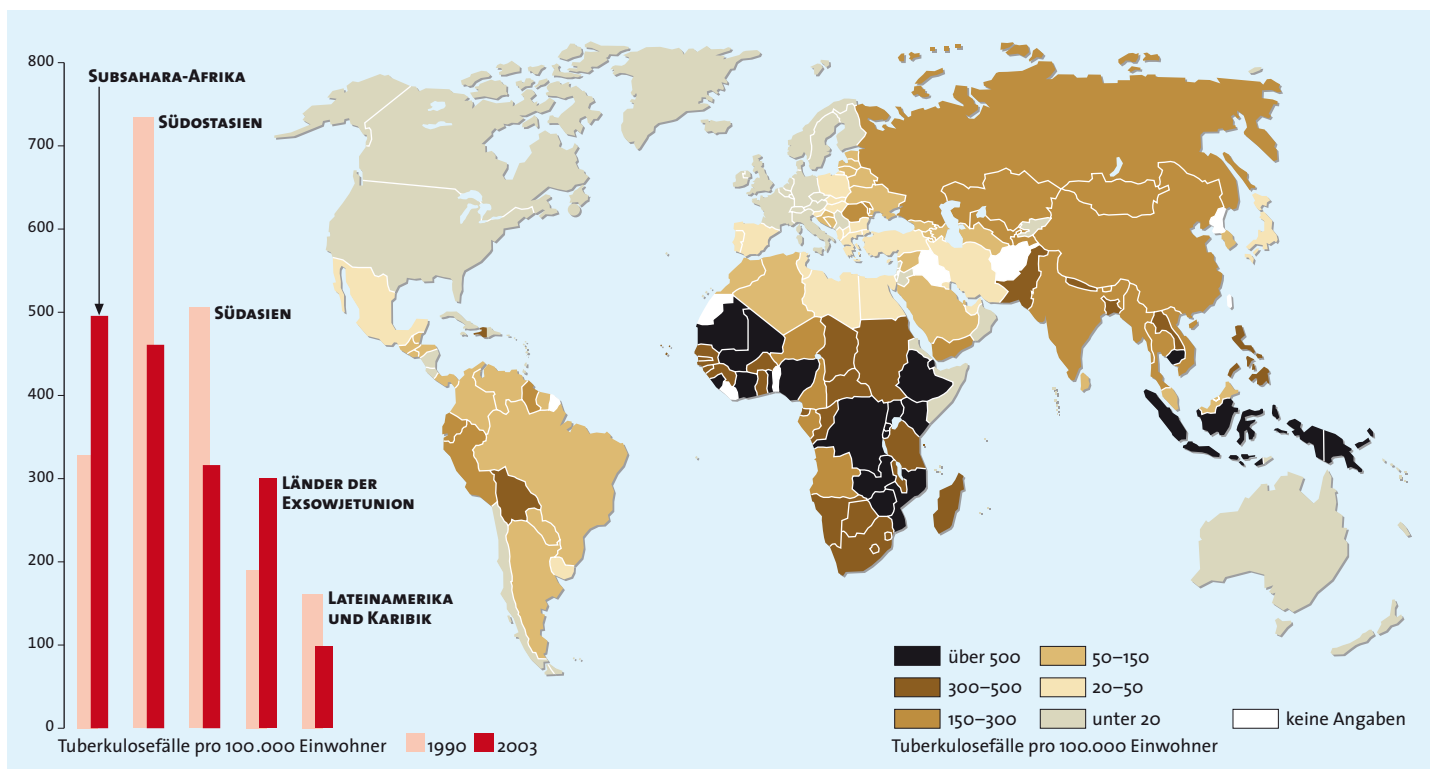 800
700
600
500
400
300
200
100
0
Subsahara-Afrika
Südostasien
Südasien
Länder der
Exsowjetunion
Lateinamerika
und Karibik
Tuberkulosefälle pro 100.000 Einwohner
1990
2003
über 500
300–500
150–300
50–150
20–50
unter 20
keine Angaben
Tuberkulosefälle pro 100.000 Einwohner